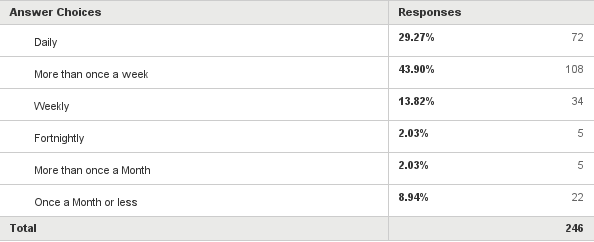 Answer Choices Responses
Daily 29.27% 72
More than once a week 43.90% 108
Weekly 13.82% 34
Fortnightly 2.03% 5
More than once a Month 2.03% 5
Once a Month or less 8.94% 22
Total 246